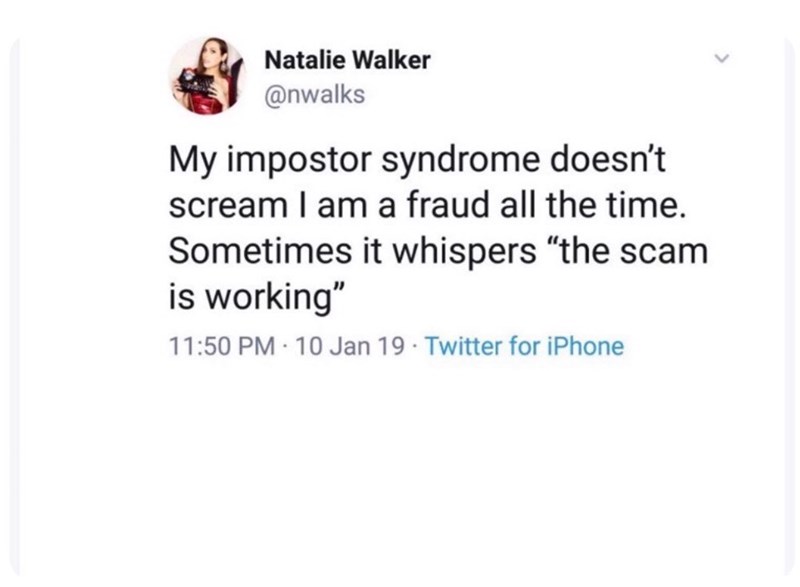 Natalie Walker
@nwalks
My impostor syndrome doesn't
scream I am a fraud all the time.
Sometimes it whispers “the scam
is working”
11:50 PM · 10 Jan 19 · Twitter for iPhone